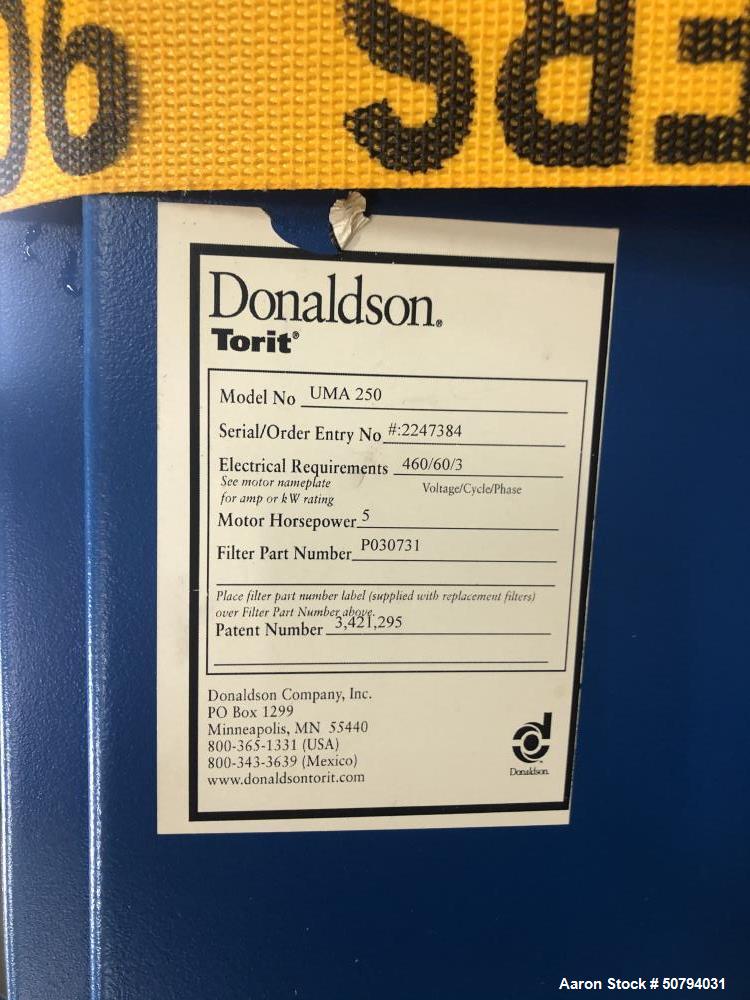 90
ERS
Donaldson®
Torit®
Model No UMA 250
Serial/Order Entry No #:2247384
Electrical Requirements 460/60/3
See motor nameplate
for amp or kW rating
Voltage/Cycle/Phase
Motor Horsepower 5
Filter Part Number P030731
Place filter part number label (supplied with replacement filters)
over Filter Part Number above.
Patent Number 3,421,295
Donaldson Company, Inc.
PO Box 1299
Minneapolis, MN 55440
800-365-1331 (USA)
800-343-3639 (Mexico)
www.donaldsontorit.com
Donaldson.
Aaron Stock # 50794031